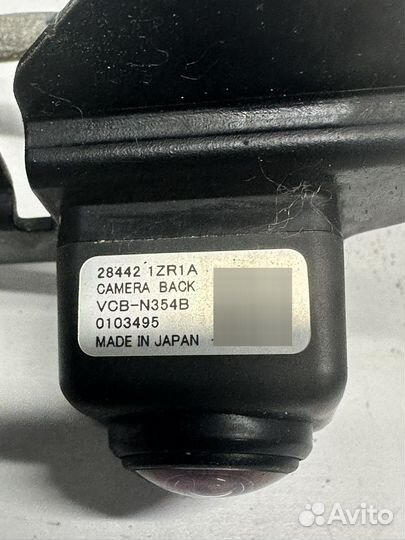 28442 1ZR1A
CAMERA BACK
VCB-N354B
0103495
MADE IN JAPAN
Avito